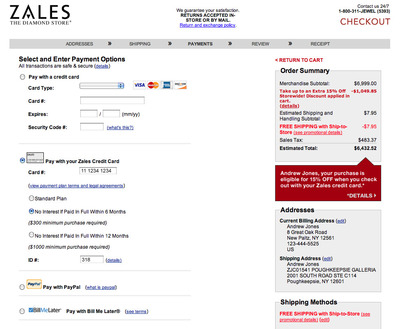 ZALES
THE DIAMOND STORE
We guarantee your satisfaction.
RETURNS ACCEPTED IN-
STORE OR BY MAIL.
Return and exchange policy.
Contact us 24/7
1-800-311-JEWEL (5393)
CHECKOUT
ADDRESSES
SHIPPING
PAYMENTS
REVIEW
RECEIPT
Select and Enter Payment Options
All transactions are safe & secure (details)
Pay with a credit card
Card Type:
VISA
Card #:
Expires: / (mm/yy)
Security Code #: (what's this?)
Pay with your Zales Credit Card
Card #: 11 1234 1234
(view payment plan terms and legal agreements)
Standard Plan
No Interest if Paid in Full Within 6 Months
($300 minimum purchase required)
No Interest if Paid in Full Within 12 Months
($1000 minimum purchase required)
ID #: 316 (details)
PayPal
Pay with PayPal (what is paypal)
BillMeLater
Pay with Bill Me Later® (see terms)
< RETURN TO CART
Order Summary
Merchandise Subtotal: $6,999.00
Take up to an Extra 15% Off Storewide! Discount applied in cart. -$1,049.85
(details)
Estimated Shipping and Handling Subtotal: $7.95
FREE SHIPPING with Ship-to-Store (see promotional details) -$7.95
Sales Tax: $483.37
Estimated Total: $6,432.52
Andrew Jones, your purchase is
eligible for 15% OFF when you check
out with your Zales credit card.*
*DETAILS
Addresses
Current Billing Address (edit)
Andrew Jones
8 Great Oak Road
New Paltz, NY 12561
123-444-5525
US
Shipping Address (edit)
Andrew Jones
ZJC01541 POUGHKEEPSIE GALLERIA
2001 SOUTH ROAD STE C114
Poughkeepsie, NY 12601
Shipping Methods
FREE SHIPPING with Ship-to-Store (see
promotional details) (edit)